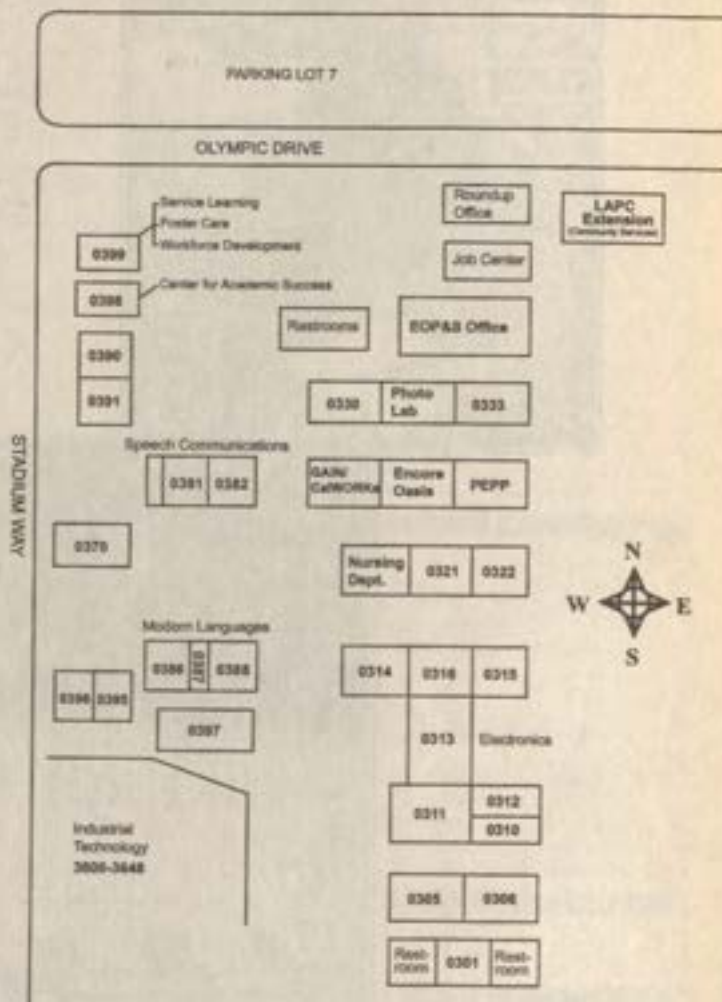 PARKING LOT 7
OLYMPIC DRIVE
Service Learning
Foster Care
Workforce Development
0399
Center for Academic Success
0398
0390
0391
Roundup
Office
LAPC
Extension
(Community Services)
Job Center
Restrooms
EOP&S Office
0330
Photo
Lab
0333
STADIUM WAY
Speech Communications
0381
0382
GAIN/
CalWORKs
Encore
Oasis
PEPP
0370
Nursing
Dept.
0321
0322
N
W
E
S
Modern Languages
0386
0387
0388
0396
0395
0397
0314
0316
0315
0313
Electronics
0311
0312
0310
Industrial
Technology
0305
0306
Rest-
room
0301
Rest-
room